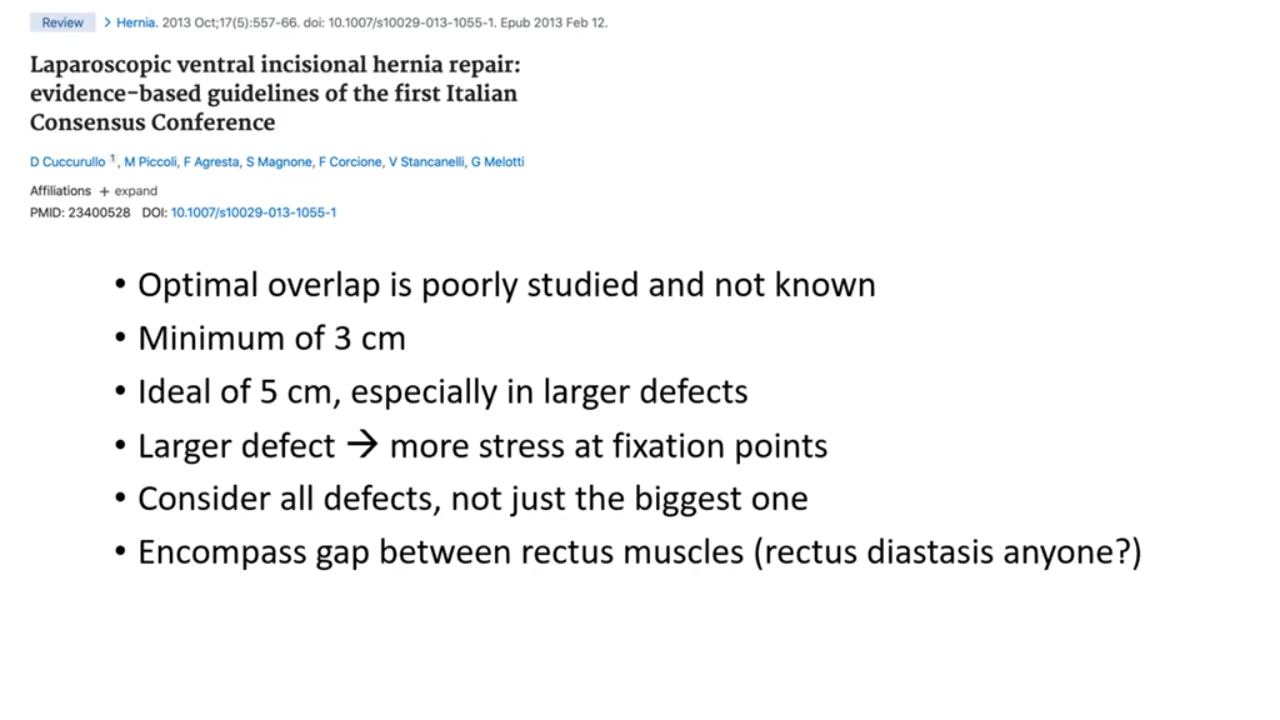 Review > Hernia. 2013 Oct;17(5):557-66. doi: 10.1007/s10029-013-1055-1. Epub 2013 Feb 12.
Laparoscopic ventral incisional hernia repair:
evidence-based guidelines of the first Italian
Consensus Conference
D Cuccurullo 1, M Piccoli, F Agresta, S Magnone, F Corcione, V Stancanelli, G Melotti
Affiliations + expand
PMID: 23400528 DOI: 10.1007/s10029-013-1055-1
• Optimal overlap is poorly studied and not known
• Minimum of 3 cm
• Ideal of 5 cm, especially in larger defects
• Larger defect → more stress at fixation points
• Consider all defects, not just the biggest one
• Encompass gap between rectus muscles (rectus diastasis anyone?)